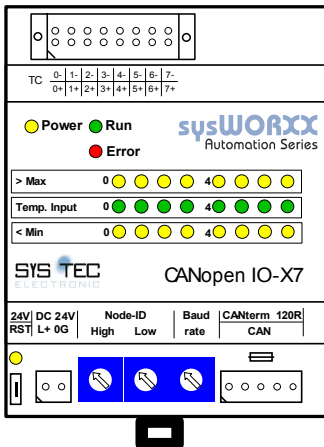 TC 0- 1- 2- 3- 4- 5- 6- 7-
0+ 1+ 2+ 3+ 4+ 5+ 6+ 7+
Power Run
Error
sysWORXX
Automation Series
> Max 0 4
Temp. Input 0 4
< Min 0 4
SYS TEC
ELECTRONIC
CANopen IO-X7
24V DC 24V Node-ID Baud CANterm 120R
RST L+ 0G High Low rate CAN